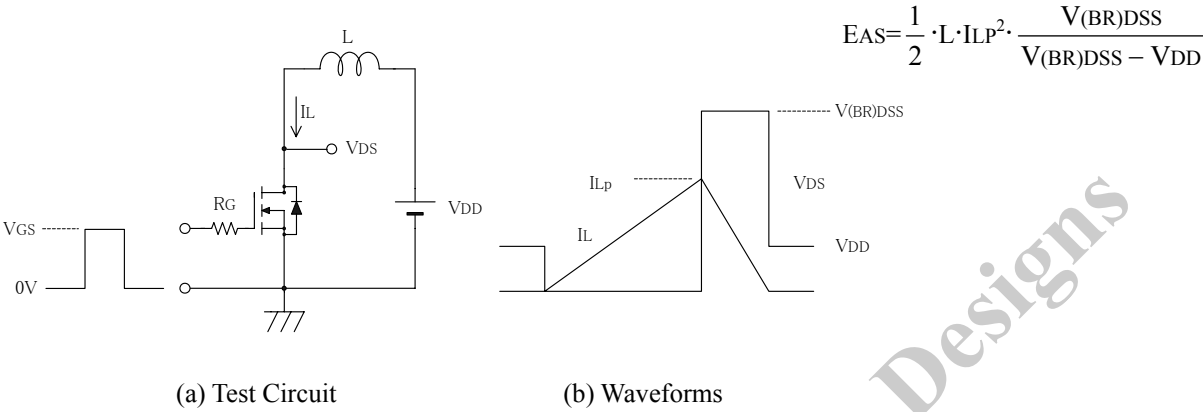 EAS= 1/2 ·L·ILP²· V(BR)DSS / V(BR)DSS – VDD
L
IL
VDS
RG
VDD
VGS
0V
V(BR)DSS
ILp
VDS
IL
VDD
(a) Test Circuit
(b) Waveforms
Designs